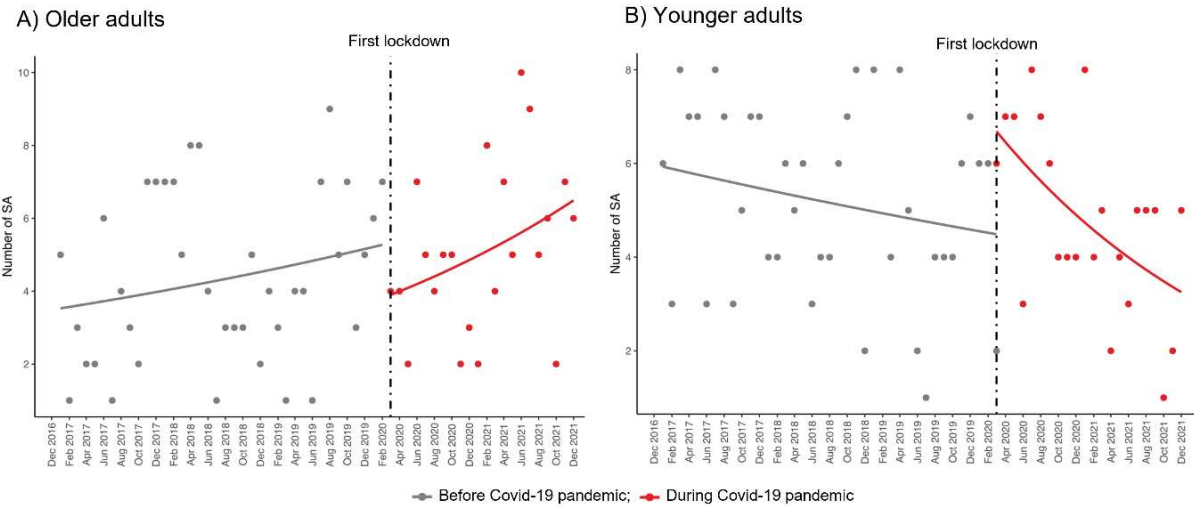 A) Older adults
First lockdown
Number of SA
10
8
6
4
2
Dec 2016
Feb 2017
Apr 2017
Jun 2017
Aug 2017
Oct 2017
Dec 2017
Feb 2018
Apr 2018
Jun 2018
Aug 2018
Oct 2018
Dec 2018
Feb 2019
Apr 2019
Jun 2019
Aug 2019
Oct 2019
Dec 2019
Feb 2020
Apr 2020
Jun 2020
Aug 2020
Oct 2020
Dec 2020
Feb 2021
Apr 2021
Jun 2021
Aug 2021
Oct 2021
Dec 2021
B) Younger adults
First lockdown
Number of SA
8
6
4
2
Dec 2016
Feb 2017
Apr 2017
Jun 2017
Aug 2017
Oct 2017
Dec 2017
Feb 2018
Apr 2018
Jun 2018
Aug 2018
Oct 2018
Dec 2018
Feb 2019
Apr 2019
Jun 2019
Aug 2019
Oct 2019
Dec 2019
Feb 2020
Apr 2020
Jun 2020
Aug 2020
Oct 2020
Dec 2020
Feb 2021
Apr 2021
Jun 2021
Aug 2021
Oct 2021
Dec 2021
Before Covid-19 pandemic; During Covid-19 pandemic